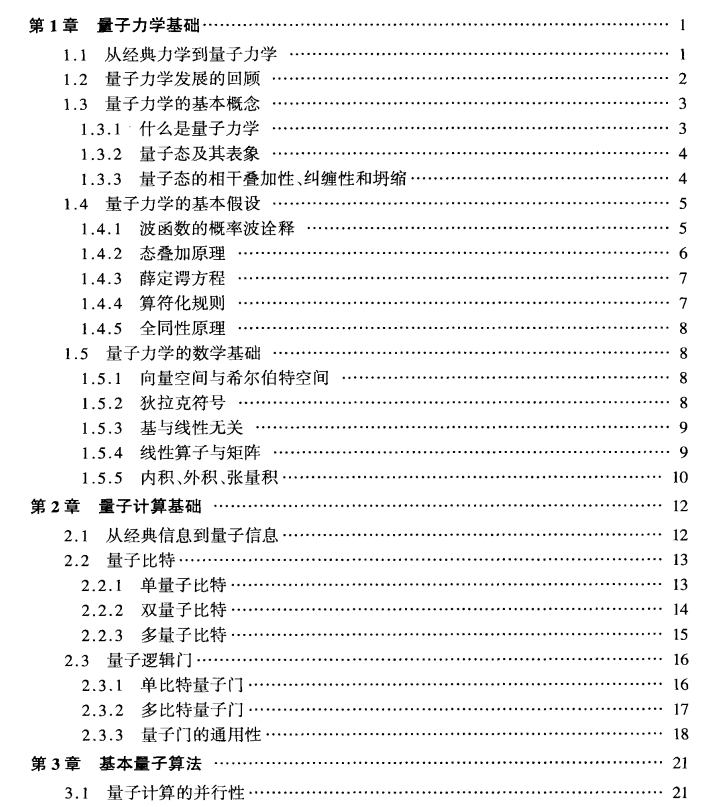 第1章 量子力学基础 …… 1
1.1 从经典力学到量子力学 …… 1
1.2 量子力学发展的回顾 …… 2
1.3 量子力学的基本概念 …… 3
1.3.1 什么是量子力学 …… 3
1.3.2 量子态及其表象 …… 4
1.3.3 量子态的相干叠加性、纠缠性和坍缩 …… 4
1.4 量子力学的基本假设 …… 5
1.4.1 波函数的概率波诠释 …… 5
1.4.2 态叠加原理 …… 6
1.4.3 薛定谔方程 …… 7
1.4.4 算符化规则 …… 7
1.4.5 全同性原理 …… 8
1.5 量子力学的数学基础 …… 8
1.5.1 向量空间与希尔伯特空间 …… 8
1.5.2 狄拉克符号 …… 8
1.5.3 基与线性无关 …… 9
1.5.4 线性算子与矩阵 …… 9
1.5.5 内积、外积、张量积 …… 10
第2章 量子计算基础 …… 12
2.1 从经典信息到量子信息 …… 12
2.2 量子比特 …… 13
2.2.1 单量子比特 …… 13
2.2.2 双量子比特 …… 14
2.2.3 多量子比特 …… 15
2.3 量子逻辑门 …… 16
2.3.1 单比特量子门 …… 16
2.3.2 多比特量子门 …… 17
2.3.3 量子门的通用性 …… 18
第3章 基本量子算法 …… 21
3.1 量子计算的并行性 …… 21